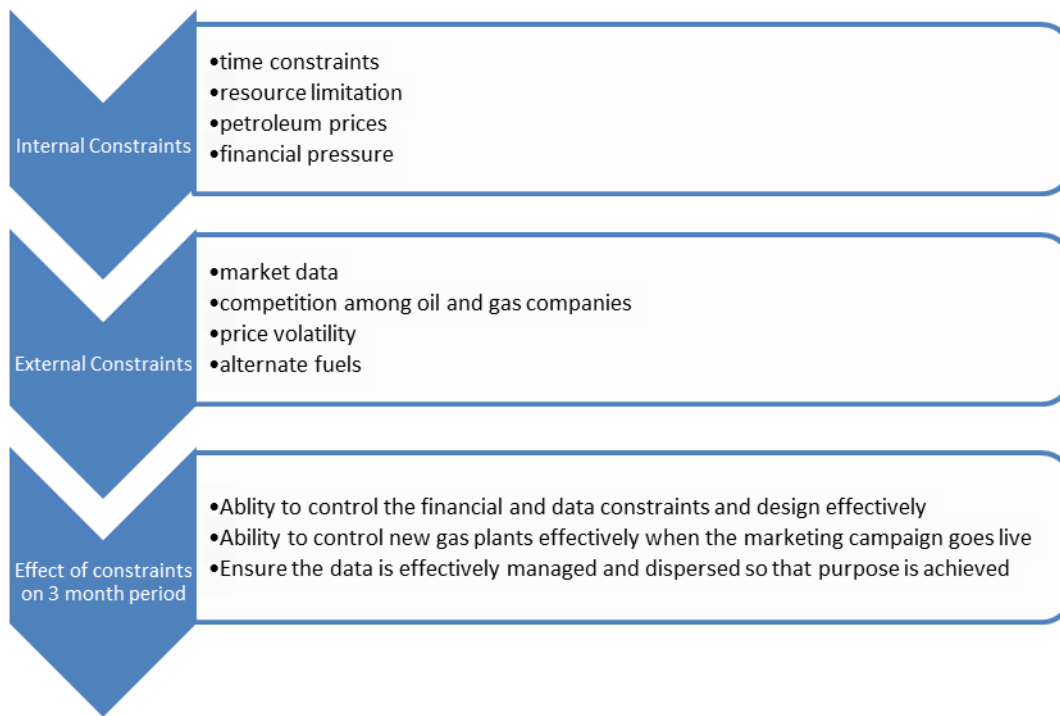 Internal Constraints
•time constraints
•resource limitation
•petroleum prices
•financial pressure
External Constraints
•market data
•competition among oil and gas companies
•price volatility
•alternate fuels
Effect of constraints
on 3 month period
•Ablity to control the financial and data constraints and design effectively
•Ability to control new gas plants effectively when the marketing campaign goes live
•Ensure the data is effectively managed and dispersed so that purpose is achieved